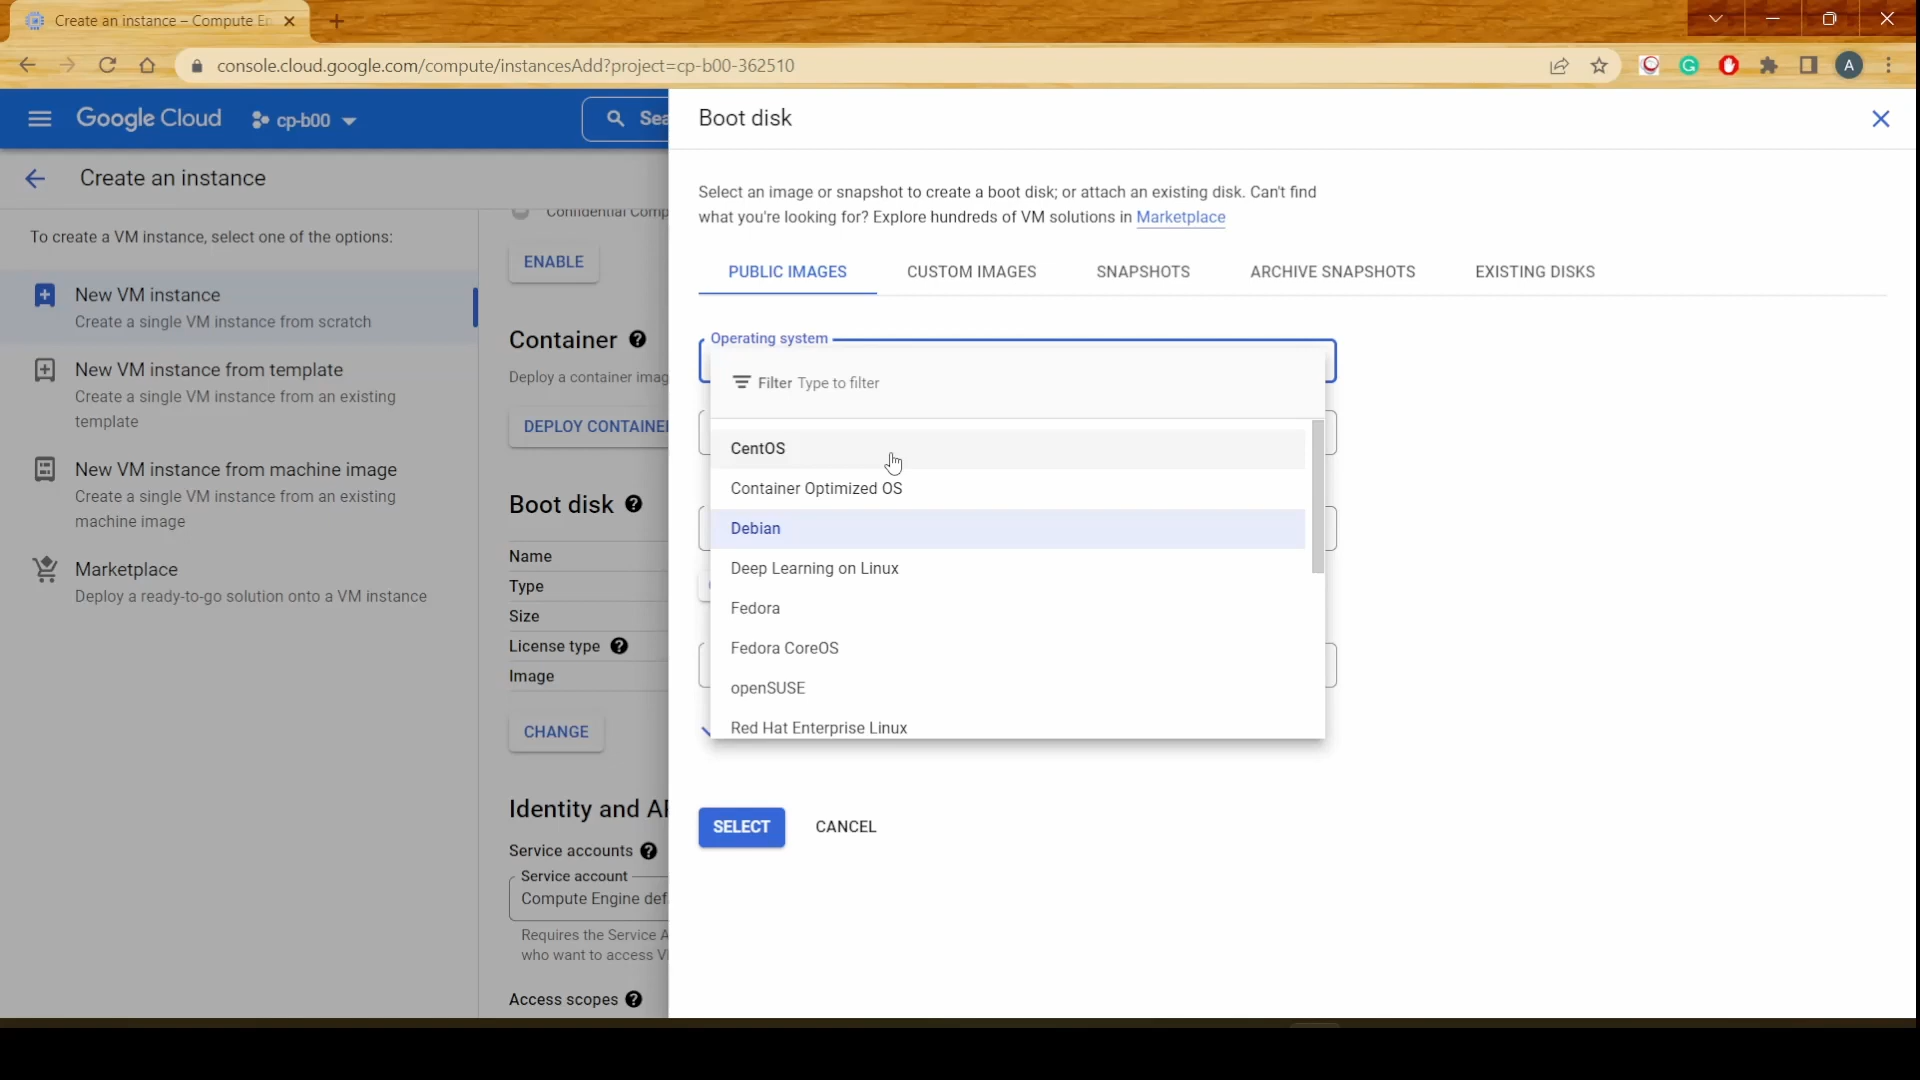 Create an instance – Compute En
console.cloud.google.com/compute/instancesAdd?project=cp-b00-362510
A
Google Cloud
cp-b00
Sea
Create an instance
To create a VM instance, select one of the options:
New VM instance
Create a single VM instance from scratch
New VM instance from template
Create a single VM instance from an existing
template
New VM instance from machine image
Create a single VM instance from an existing
machine image
Marketplace
Deploy a ready-to-go solution onto a VM instance
Confidential Comp
ENABLE
Container
Deploy a container imag
DEPLOY CONTAINE
Boot disk
Name
Type
Size
License type
Image
CHANGE
Identity and AP
Service accounts
Service account
Compute Engine def
Requires the Service A
who want to access V
Access scopes
Boot disk
Select an image or snapshot to create a boot disk; or attach an existing disk. Can't find
what you're looking for? Explore hundreds of VM solutions in Marketplace
PUBLIC IMAGES
CUSTOM IMAGES
SNAPSHOTS
ARCHIVE SNAPSHOTS
EXISTING DISKS
Operating system
Filter Type to filter
CentOS
Container Optimized OS
Debian
Deep Learning on Linux
Fedora
Fedora CoreOS
openSUSE
Red Hat Enterprise Linux
SELECT
CANCEL